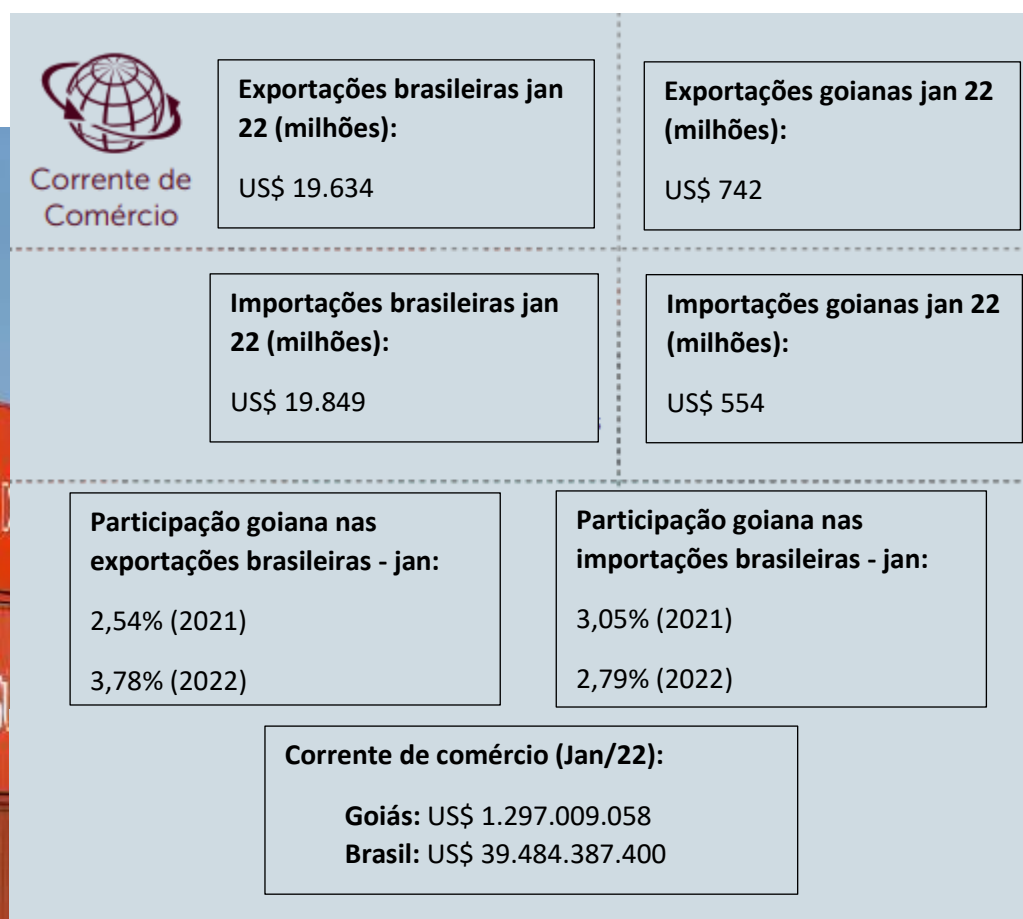 Corrente de
Comércio
Exportações brasileiras jan
22 (milhões):
US$ 19.634
Exportações goianas jan 22
(milhões):
US$ 742
Importações brasileiras jan
22 (milhões):
US$ 19.849
Importações goianas jan 22
(milhões):
US$ 554
Participação goiana nas
exportações brasileiras - jan:
2,54% (2021)
3,78% (2022)
Participação goiana nas
importações brasileiras - jan:
3,05% (2021)
2,79% (2022)
Corrente de comércio (Jan/22):
Goiás: US$ 1.297.009.058
Brasil: US$ 39.484.387.400